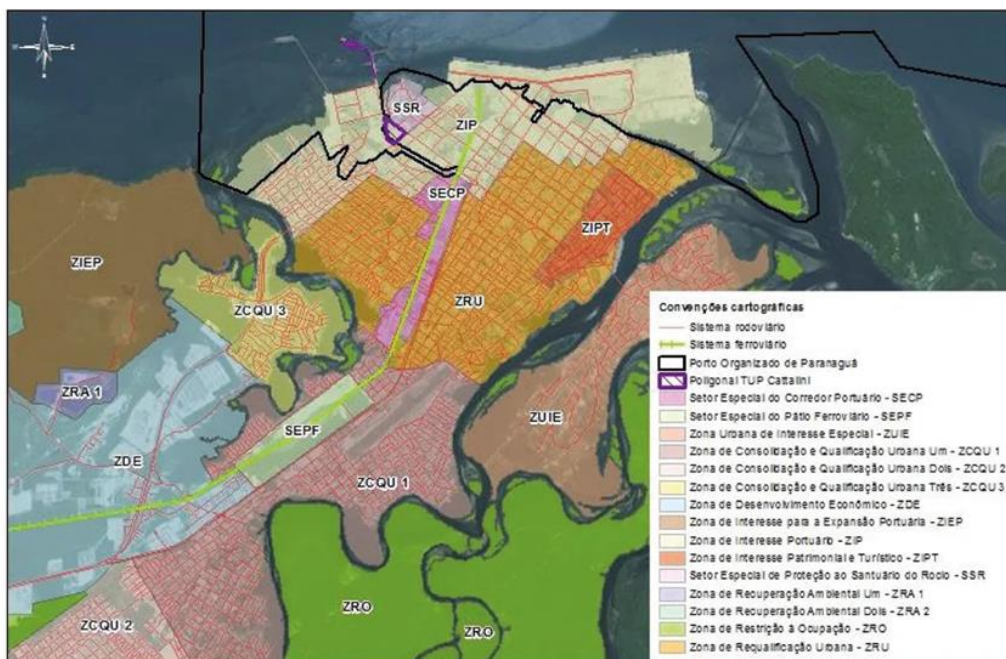 N
SSR
ZIP
SECP
ZIPT
ZIEP
ZCQU 3
ZRU
ZRA 1
SEPF
ZUIE
ZDE
ZCQU 1
ZRO
ZCQU 2
ZRO
Convenções cartográficas
Sistema rodoviário
Sistema ferroviário
Porto Organizado de Paranaguá
Poligonal TUP Cattalini
Setor Especial do Corredor Portuário - SECP
Setor Especial do Pátio Ferroviário - SEPF
Zona Urbana de Interesse Especial - ZUIE
Zona de Consolidação e Qualificação Urbana Um - ZCQU 1
Zona de Consolidação e Qualificação Urbana Dois - ZCQU 2
Zona de Consolidação e Qualificação Urbana Três - ZCQU 3
Zona de Desenvolvimento Econômico - ZDE
Zona de Interesse para a Expansão Portuária - ZIEP
Zona de Interesse Portuário - ZIP
Zona de Interesse Patrimonial e Turístico - ZIPT
Setor Especial de Proteção ao Santuário do Rocio - SSR
Zona de Recuperação Ambiental Um - ZRA 1
Zona de Recuperação Ambiental Dois - ZRA 2
Zona de Restrição à Ocupação - ZRO
Zona de Requalificação Urbana - ZRU